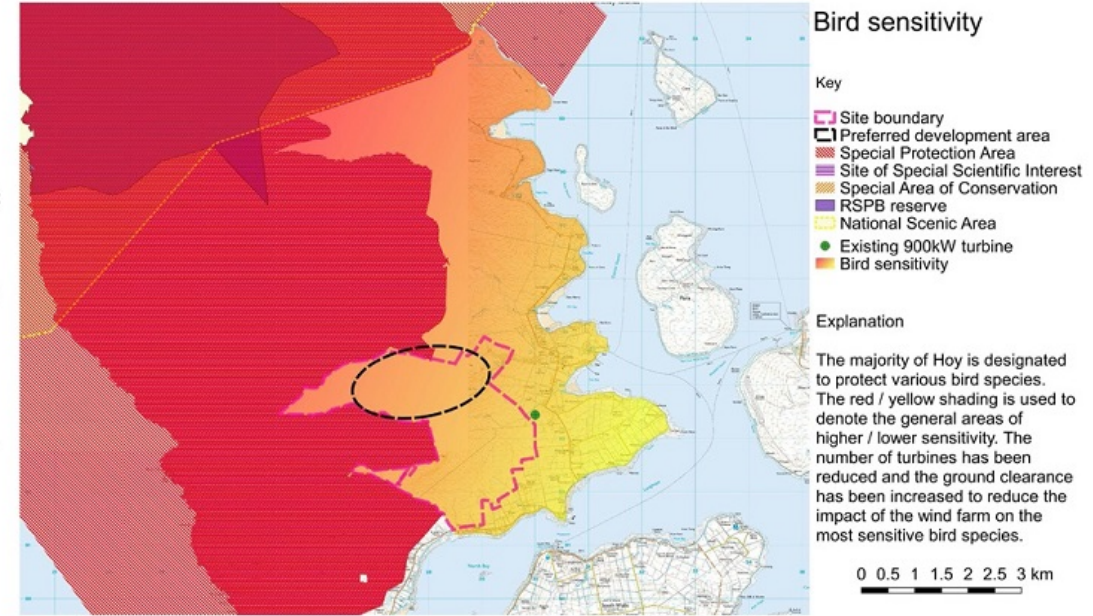 Bird sensitivity
Key
Site boundary
Preferred development area
Special Protection Area
Site of Special Scientific Interest
Special Area of Conservation
RSPB reserve
National Scenic Area
Existing 900kW turbine
Bird sensitivity
Explanation
The majority of Hoy is designated
to protect various bird species.
The red / yellow shading is used to
denote the general areas of
higher / lower sensitivity. The
number of turbines has been
reduced and the ground clearance
has been increased to reduce the
impact of the wind farm on the
most sensitive bird species.
0 0.5 1 1.5 2 2.5 3 km